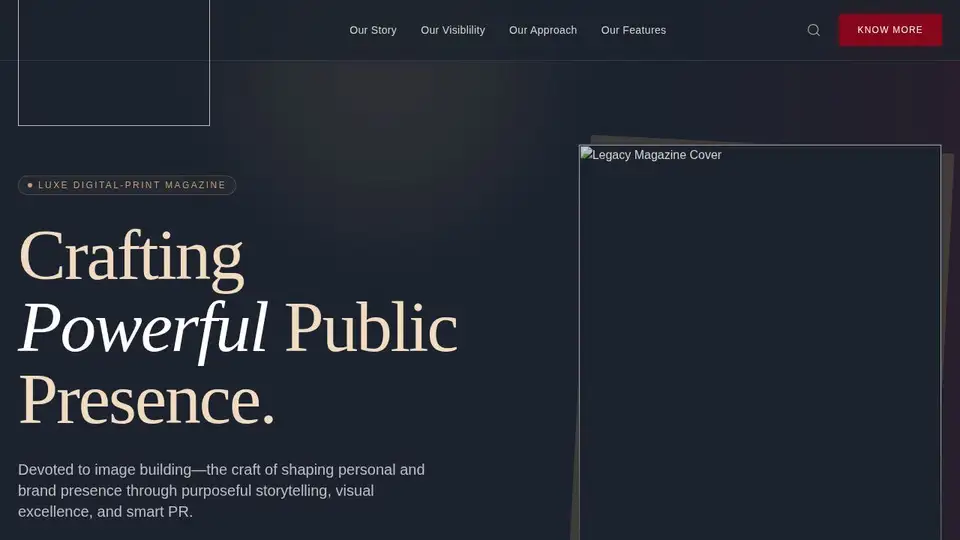 Our Story
Our Visiblility
Our Approach
Our Features
KNOW MORE
Legacy Magazine Cover
LUXE DIGITAL-PRINT MAGAZINE
Crafting
Powerful Public
Presence.
Devoted to image building—the craft of shaping personal and
brand presence through purposeful storytelling, visual
excellence, and smart PR.